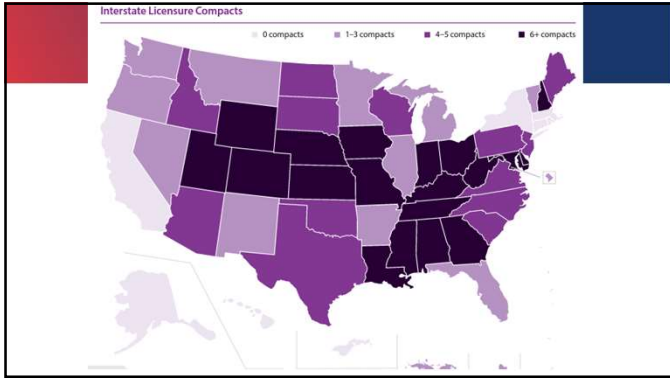 Interstate Licensure Compacts
0 compacts
1–3 compacts
4–5 compacts
6+ compacts